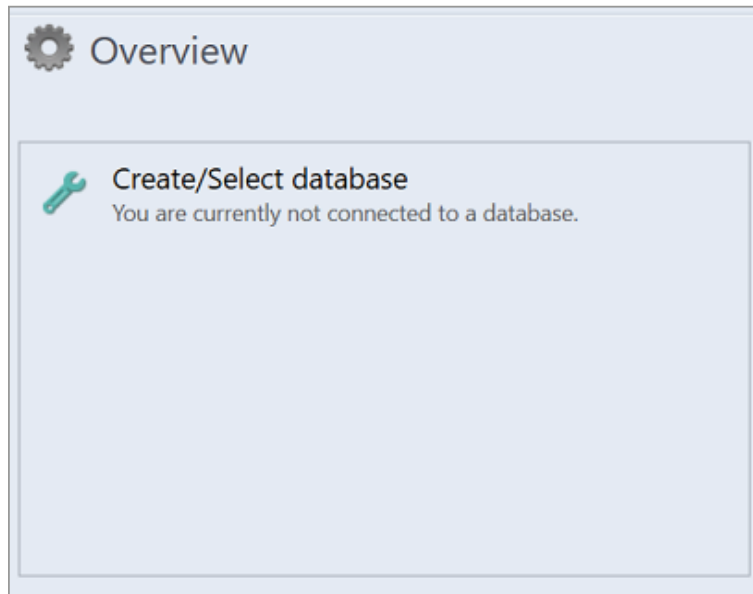 Overview
Create/Select database
You are currently not connected to a database.